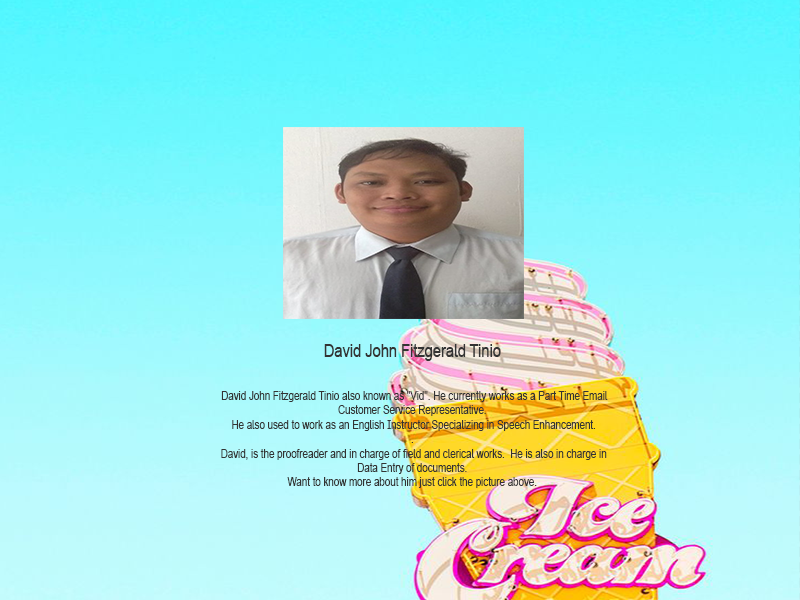 David John Fitzgerald Tinio
David John Fitzgerald Tinio also known as "Vid". He currently works as a Part Time Email
Customer Service Representative.
He also used to work as an English Instructor Specializing in Speech Enhancement.
.
David, is the proofreader and in charge of field and clerical works.  He is also in charge in
Data Entry of documents.
Want to know more about him just click the picture above.
Ice
Cream